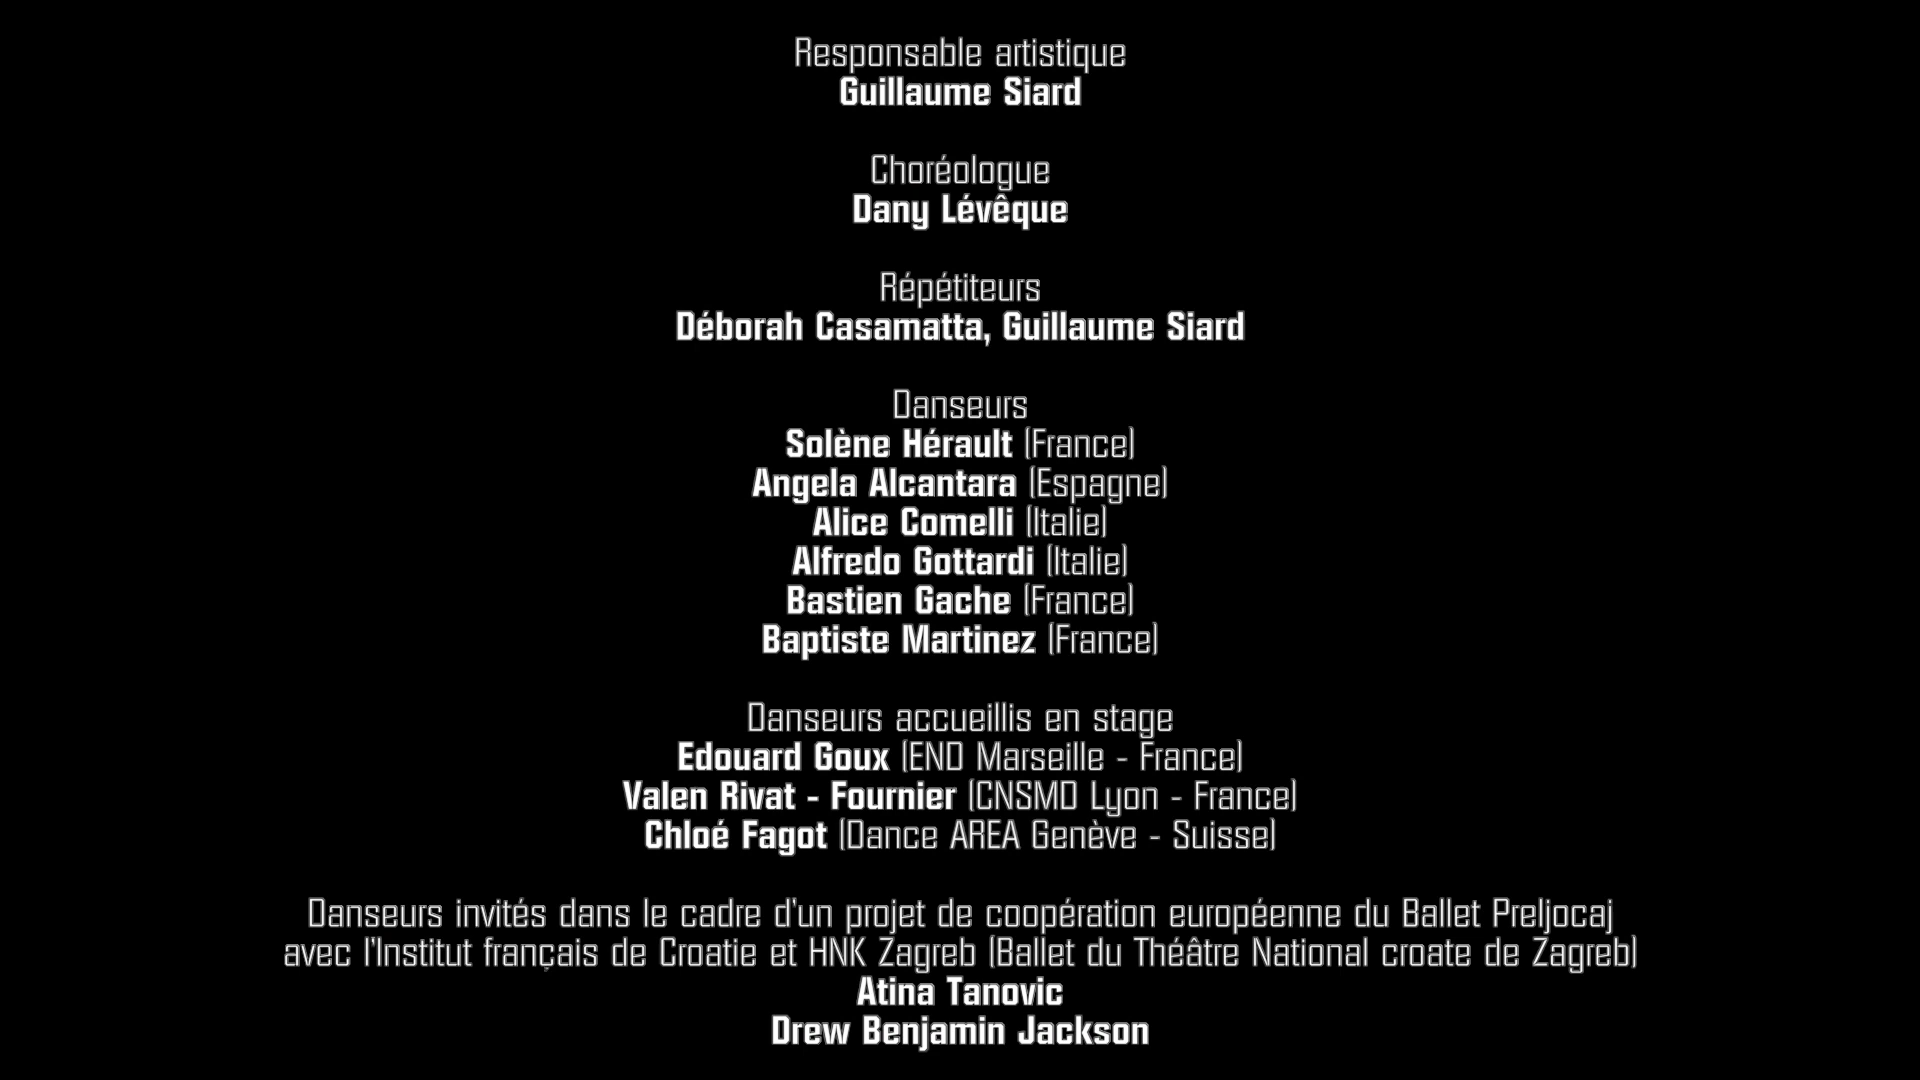 Responsable artistique
Guillaume Siard
Choréologue
Dany Lévêque
Répétiteurs
Déborah Casamatta, Guillaume Siard
Danseurs
Solène Hérault (France)
Angela Alcantara (Espagne)
Alice Comelli (Italie)
Alfredo Gottardi (Italie)
Bastien Gache (France)
Baptiste Martinez (France)
Danseurs accueillis en stage
Edouard Goux (END Marseille - France)
Valen Rivat - Fournier (CNSMD Lyon - France)
Chloé Fagot (Dance AREA Genève - Suisse)
Danseurs invités dans le cadre d'un projet de coopération européenne du Ballet Preljocaj
avec l'Institut français de Croatie et HNK Zagreb (Ballet du Théâtre National croate de Zagreb)
Atina Tanovic
Drew Benjamin Jackson